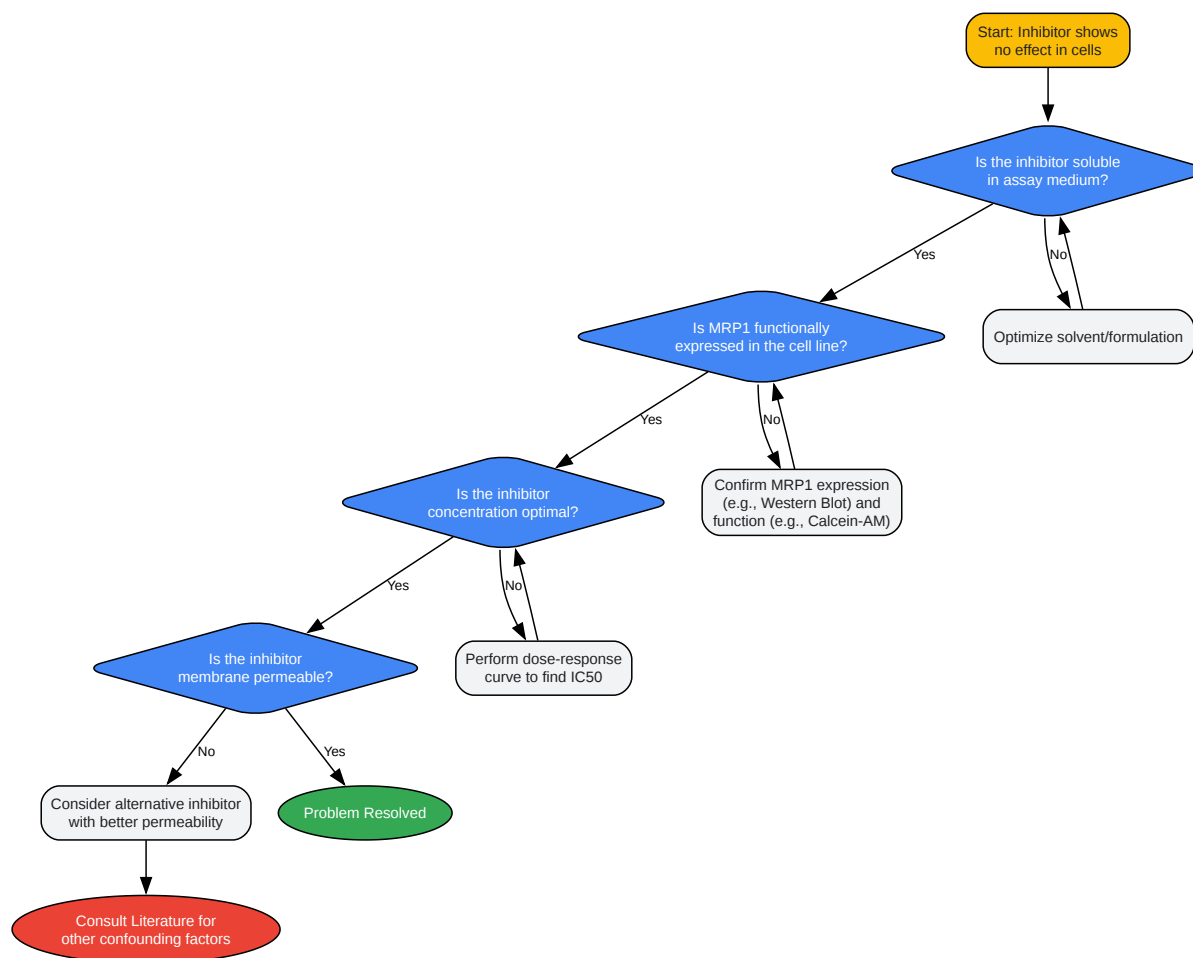 Start: Inhibitor shows
no effect in cells
Is the inhibitor soluble
in assay medium?
Yes
No
Optimize solvent/formulation
Is MRP1 functionally
expressed in the cell line?
Yes
No
Confirm MRP1 expression
(e.g., Western Blot) and
function (e.g., Calcein-AM)
Is the inhibitor
concentration optimal?
Yes
No
Perform dose-response
curve to find IC50
Is the inhibitor
membrane permeable?
No
Yes
Consider alternative inhibitor
with better permeability
Problem Resolved
Consult Literature for
other confounding factors